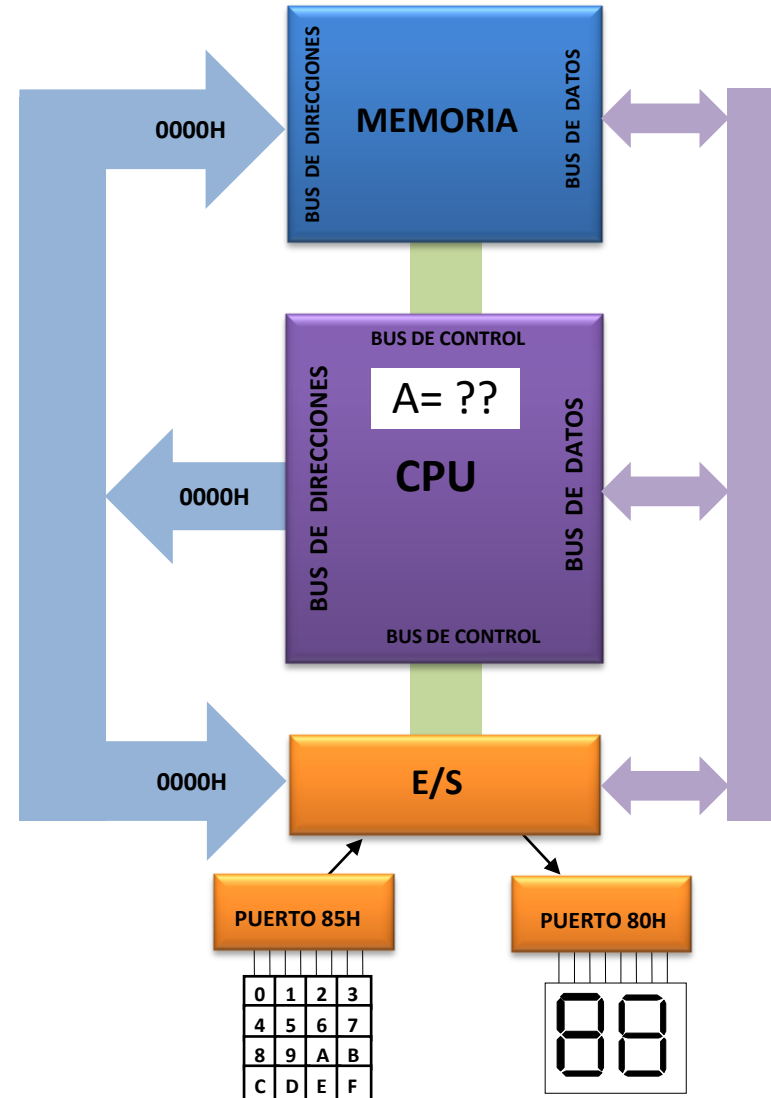 0000H
BUS DE DIRECCIONES
MEMORIA
BUS DE DATOS
BUS DE CONTROL
A= ??
CPU
0000H
BUS DE DIRECCIONES
BUS DE DATOS
BUS DE CONTROL
0000H
E/S
PUERTO 85H
PUERTO 80H
0 1 2 3
4 5 6 7
8 9 A B
C D E F
88